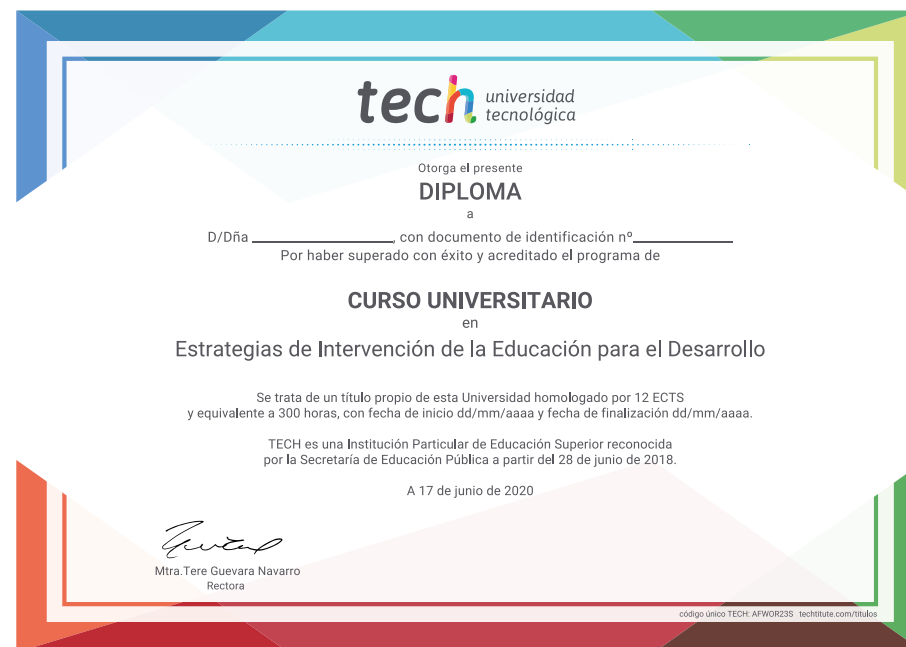 tech universidad
tecnológica
Otorga el presente
DIPLOMA
a
D/Dña ____________________, con documento de identificación nº______________
Por haber superado con éxito y acreditado el programa de
CURSO UNIVERSITARIO
en
Estrategias de Intervención de la Educación para el Desarrollo
Se trata de un título propio de esta Universidad homologado por 12 ECTS
y equivalente a 300 horas, con fecha de inicio dd/mm/aaaa y fecha de finalización dd/mm/aaaa.
TECH es una Institución Particular de Educación Superior reconocida
por la Secretaría de Educación Pública a partir del 28 de junio de 2018.
A 17 de junio de 2020
Mtra.Tere Guevara Navarro
Rectora
código único TECH: AFWOR23S techtitute.com/titulos